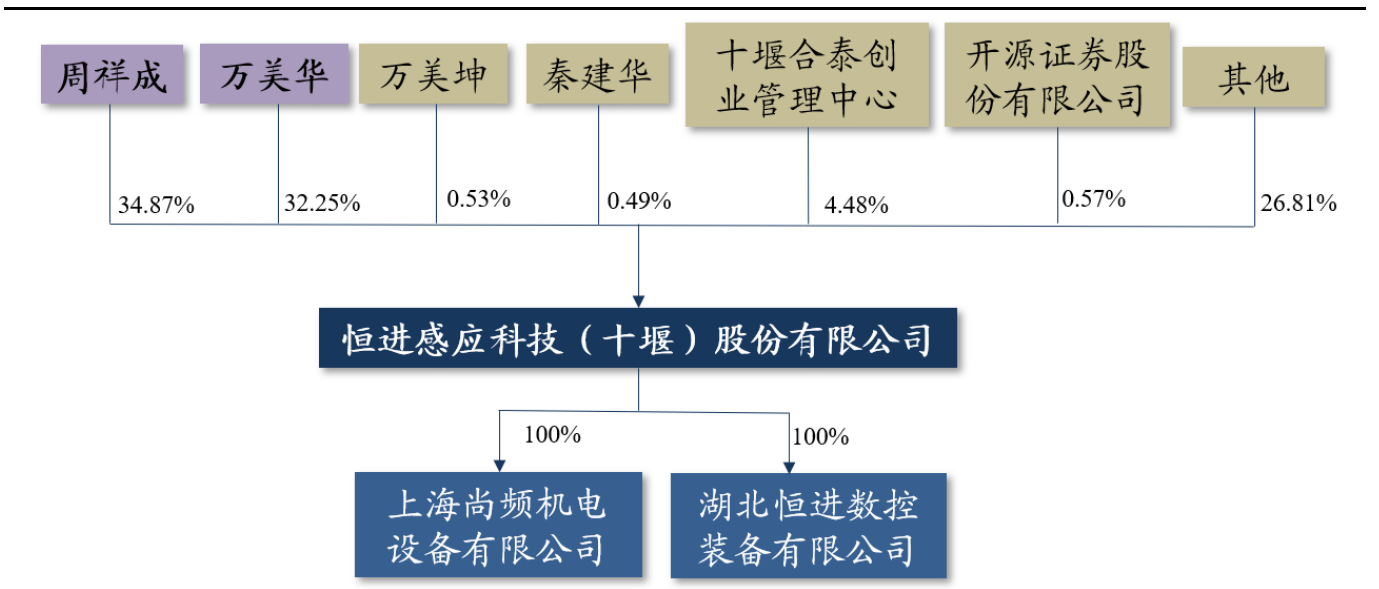 周祥成
万美华
万美坤
秦建华
十堰合泰创
业管理中心
开源证券股
份有限公司
其他
34.87%
32.25%
0.53%
0.49%
4.48%
0.57%
26.81%
恒进感应科技（十堰）股份有限公司
100%
100%
上海尚频机电
设备有限公司
湖北恒进数控
装备有限公司